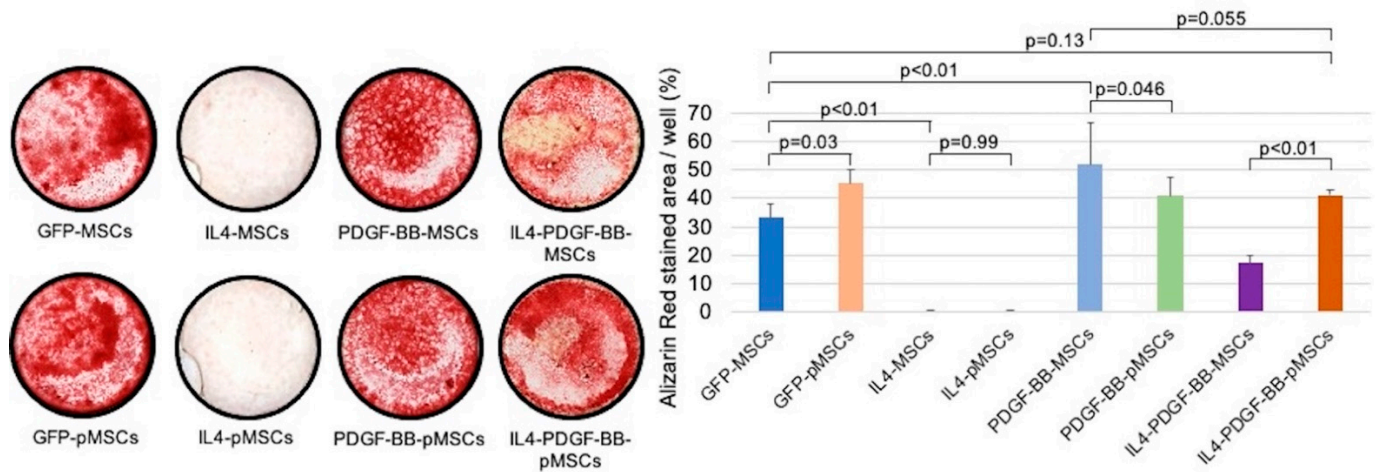 GFP-MSCs
IL4-MSCs
PDGF-BB-MSCs
IL4-PDGF-BB-
MSCs
GFP-pMSCs
IL4-pMSCs
PDGF-BB-pMSCs
IL4-PDGF-BB-
pMSCs
Alizarin Red stained area / well (%)
p=0.055
p=0.13
p<0.01
p=0.046
p<0.01
p=0.03
p=0.99
p<0.01
70
60
50
40
30
20
10
0
GFP-MSCs
GFP-pMSCs
IL4-MSCs
IL4-pMSCs
PDGF-BB-MSCs
PDGF-BB-pMSCs
IL4-PDGF-BB-MSCs
IL4-PDGF-BB-pMSCs